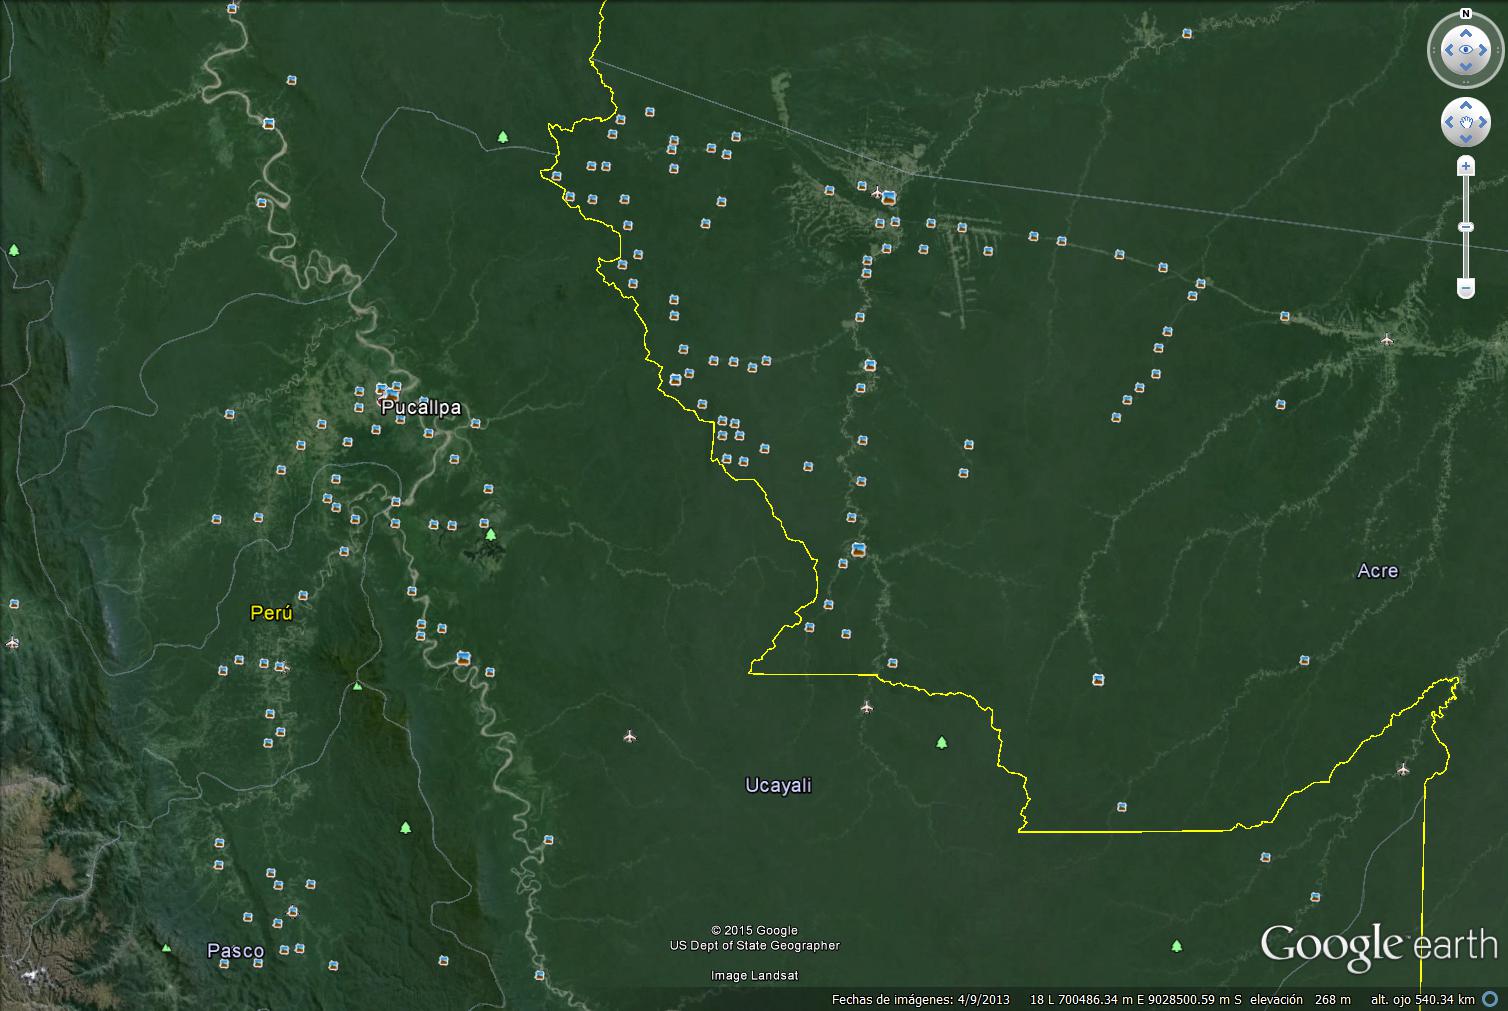 N
Pucallpa
Acre
Perú
Ucayali
Pasco
© 2015 Google
US Dept of State Geographer
Image Landsat
Google earth
Fechas de imágenes: 4/9/2013 18 L 700486.34 m E 9028500.59 m S elevación 268 m alt. ojo 540.34 km